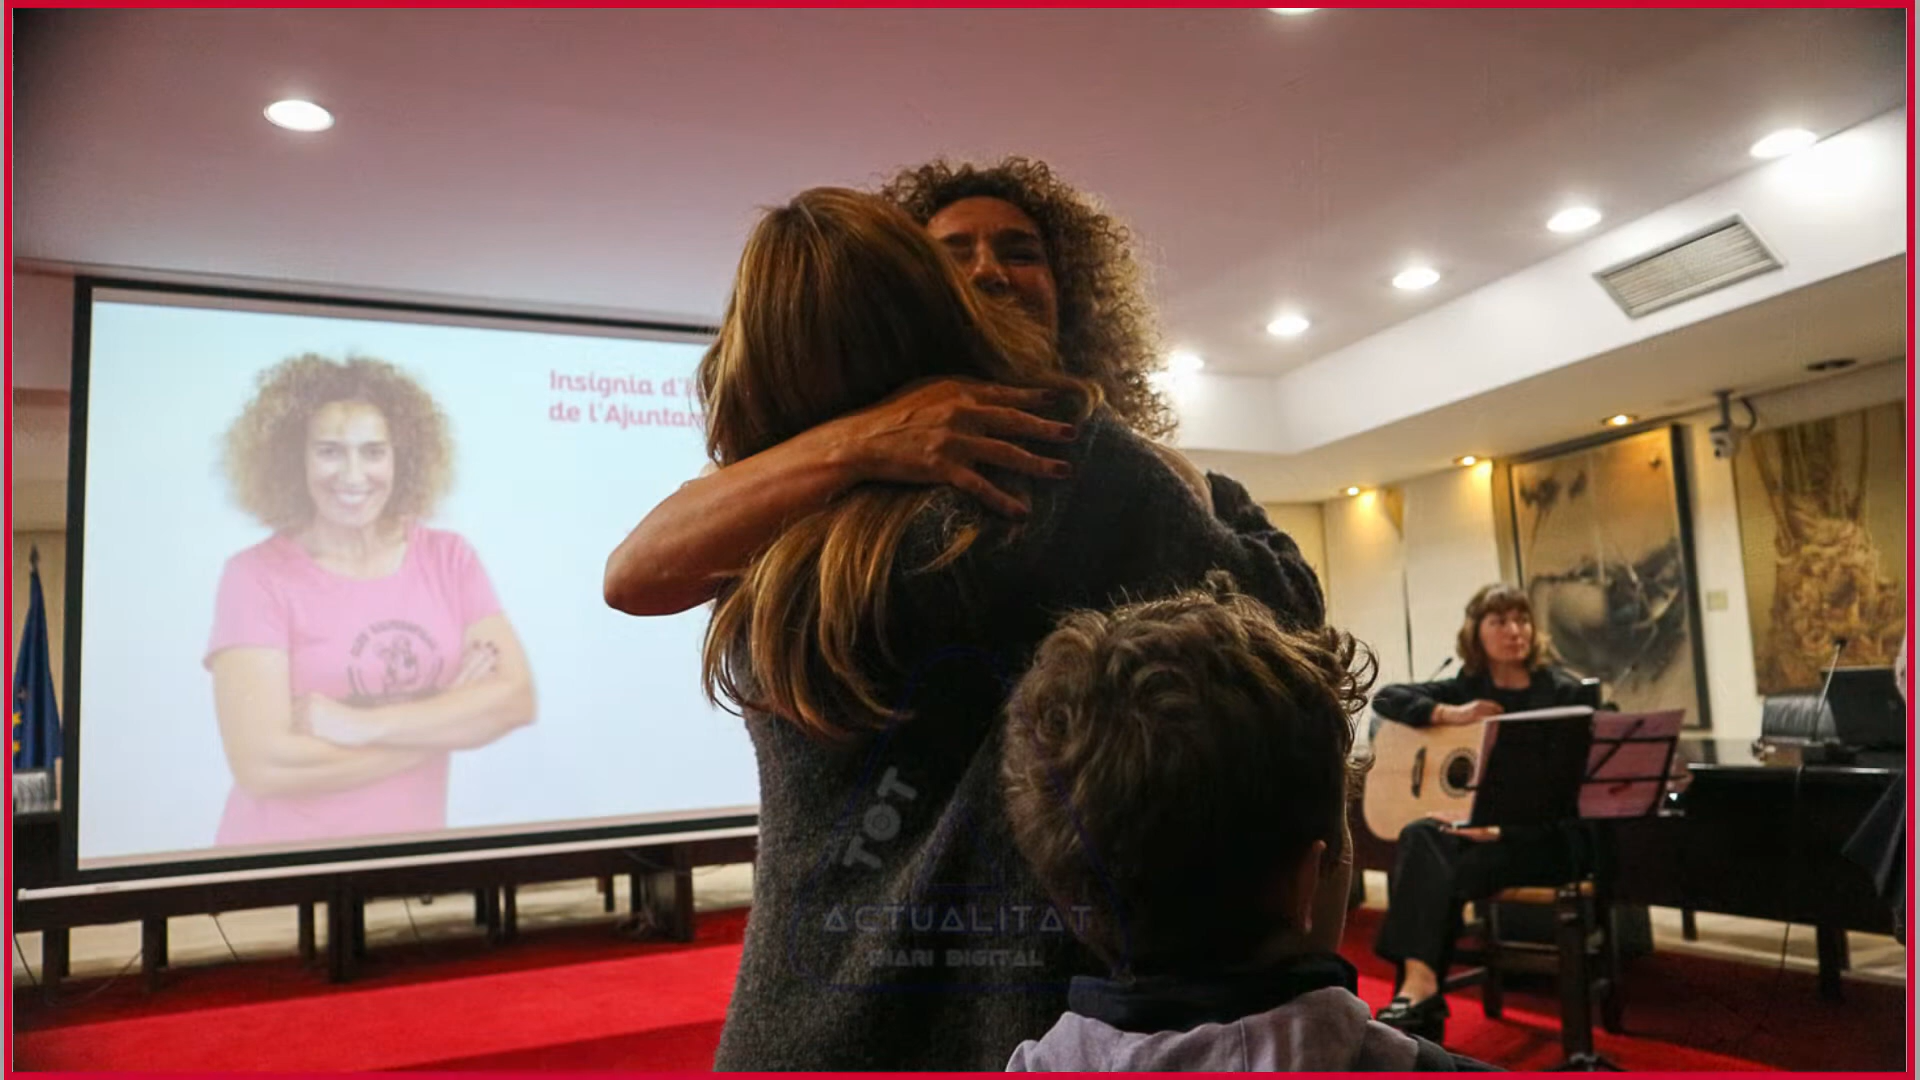 Insignia d'
de l'Ajuntam
TOT
ACTUALITAT
DIARI DIGITAL